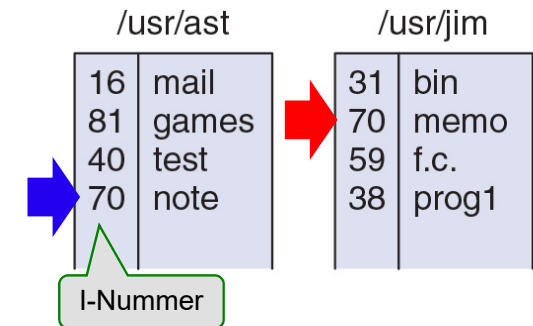 /usr/ast
16 mail
81 games
40 test
70 note
I-Nummer
/usr/jim
31 bin
70 memo
59 f.c.
38 prog1